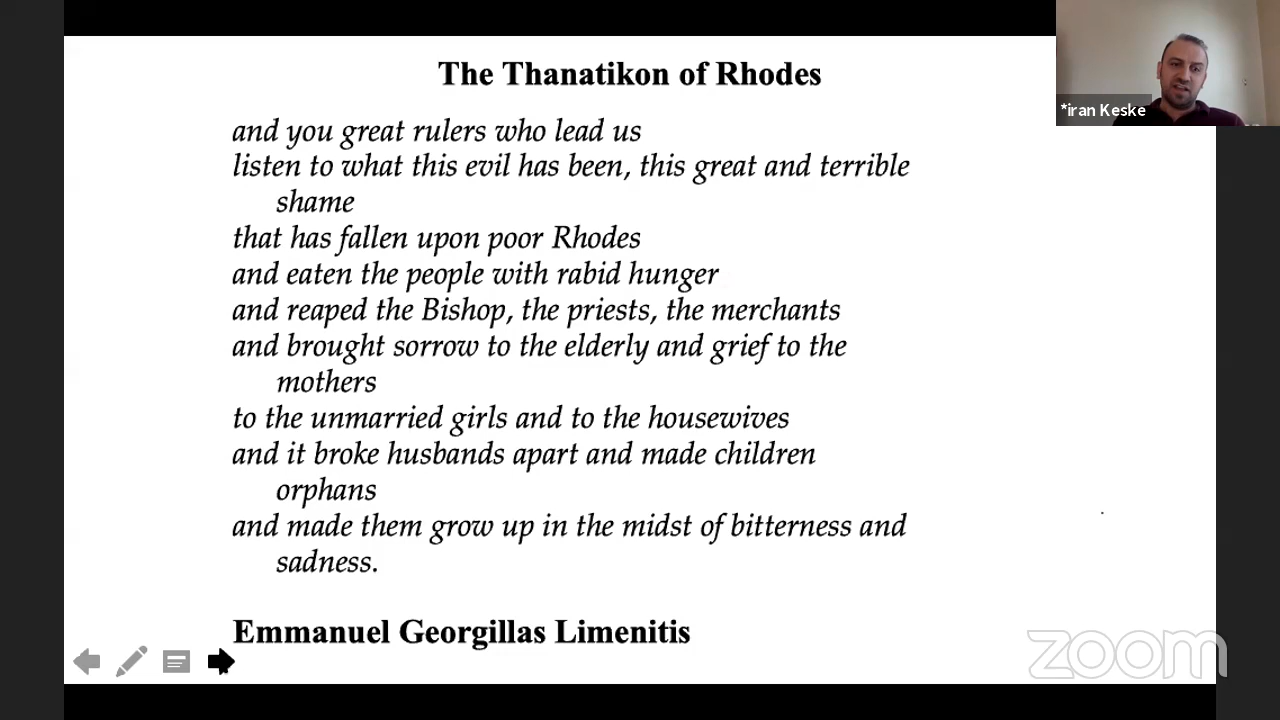 The Thanatikon of Rhodes
*iran Keske
and you great rulers who lead us
listen to what this evil has been, this great and terrible
shame
that has fallen upon poor Rhodes
and eaten the people with rabid hunger
and reaped the Bishop, the priests, the merchants
and brought sorrow to the elderly and grief to the
mothers
to the unmarried girls and to the housewives
and it broke husbands apart and made children
orphans
and made them grow up in the midst of bitterness and
sadness.
Emmanuel Georgillas Limenitis
zoom